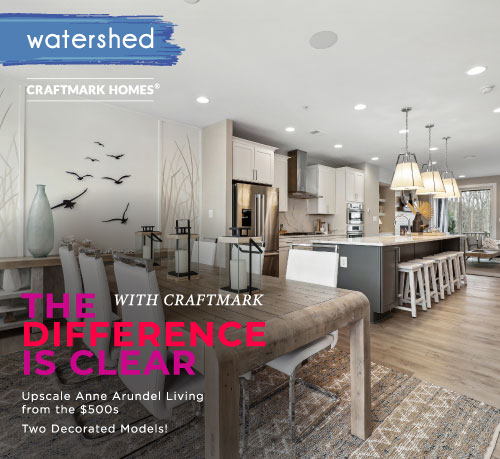 watershed
CRAFTMARK HOMES®
WITH CRAFTMARK
THE
DIFFERENCE
IS CLEAR
Upscale Anne Arundel Living
from the $500s
Two Decorated Models!